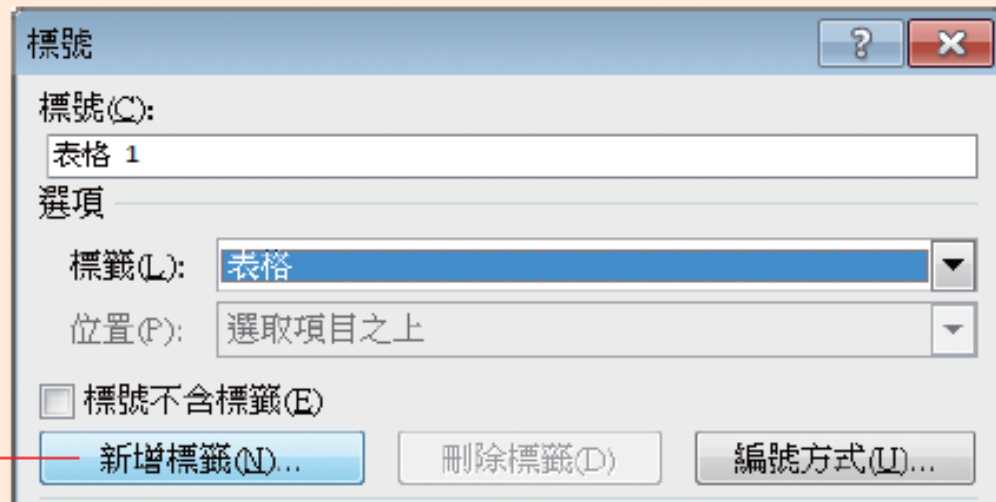 標號
標號(C):
表格 1
選項
標籤(L): 表格
位置(P): 選取項目之上
標號不含標籤(E)
新增標籤(N)... 刪除標籤(D) 編號方式(U)...